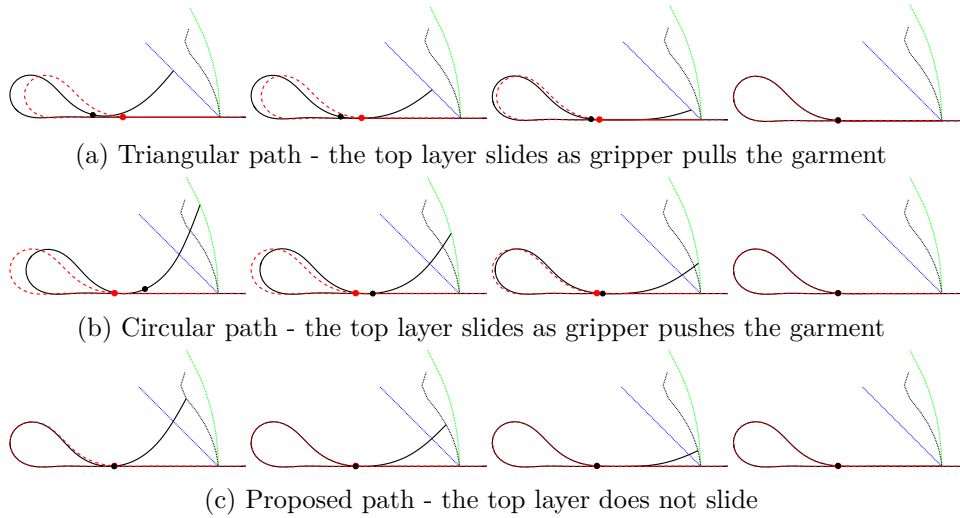 (a) Triangular path - the top layer slides as gripper pulls the garment
(b) Circular path - the top layer slides as gripper pushes the garment
(c) Proposed path - the top layer does not slide